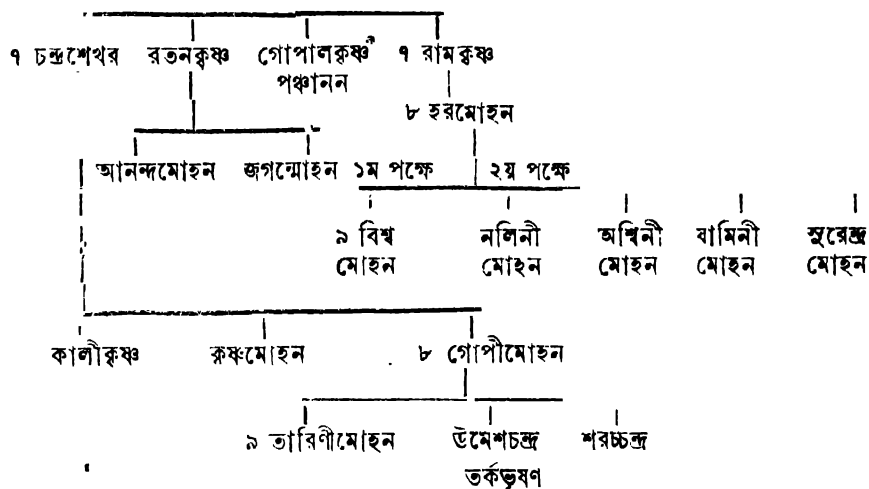 ৭ চন্দ্রশেখর রতনকৃষ্ণ গোপালকৃষ্ণ ৭ রামকৃষ্ণ
পঞ্চানন
৮ হরমোহন
আনন্দমোহন জগন্মোহন ১ম পক্ষে ২য় পক্ষে
৯ বিশ্ব নলিনী অশ্বিনী যামিনী সুরেন্দ্র
মোহন মোহন মোহন মোহন মোহন
কালীকৃষ্ণ কৃষ্ণমোহন ৮ গোপীমোহন
৯ তারিণীমোহন উমেশচন্দ্র শরচ্চন্দ্র
তর্কভূষণ